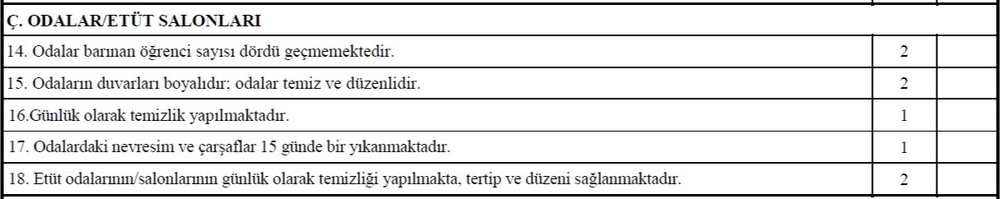 Ç. ODALAR/ETÜT SALONLARI
14. Odalar barınan öğrenci sayısı dördü geçmemektedir. 2
15. Odaların duvarları boyalıdır; odalar temiz ve düzenlidir. 2
16.Günlük olarak temizlik yapılmaktadır. 1
17. Odalardaki nevresim ve çarşaflar 15 günde bir yıkanmaktadır. 1
18. Etüt odalarının/salonlarının günlük olarak temizliği yapılmakta, tertip ve düzeni sağlanmaktadır. 2